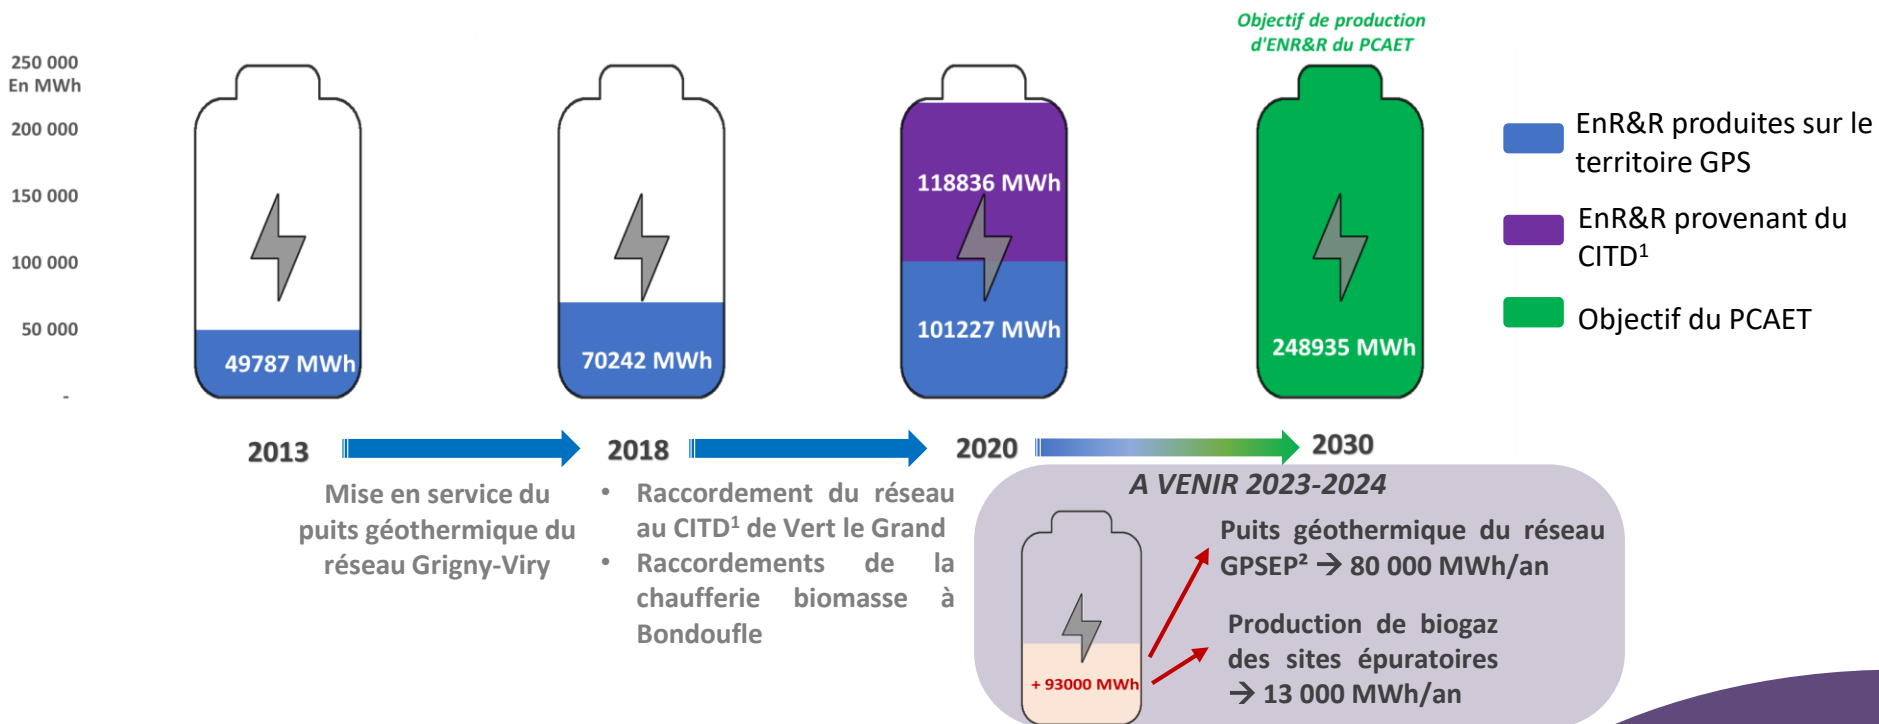 Objectif de production
d'ENR&R du PCAET
250 000
En MWh
200 000
150 000
100 000
50 000
-
49787 MWh
70242 MWh
118836 MWh
101227 MWh
248935 MWh
EnR&R produites sur le
territoire GPS
EnR&R provenant du
CITD¹
Objectif du PCAET
2013
2018
2020
2030
Mise en service du
puits géothermique du
réseau Grigny-Viry
• Raccordement du réseau
au CITD¹ de Vert le Grand
• Raccordements de la
chaufferie biomasse à
Bondoufle
A VENIR 2023-2024
+ 93000 MWh
Puits géothermique du réseau
GPSEP² → 80 000 MWh/an
Production de biogaz
des sites épuratoires
→ 13 000 MWh/an